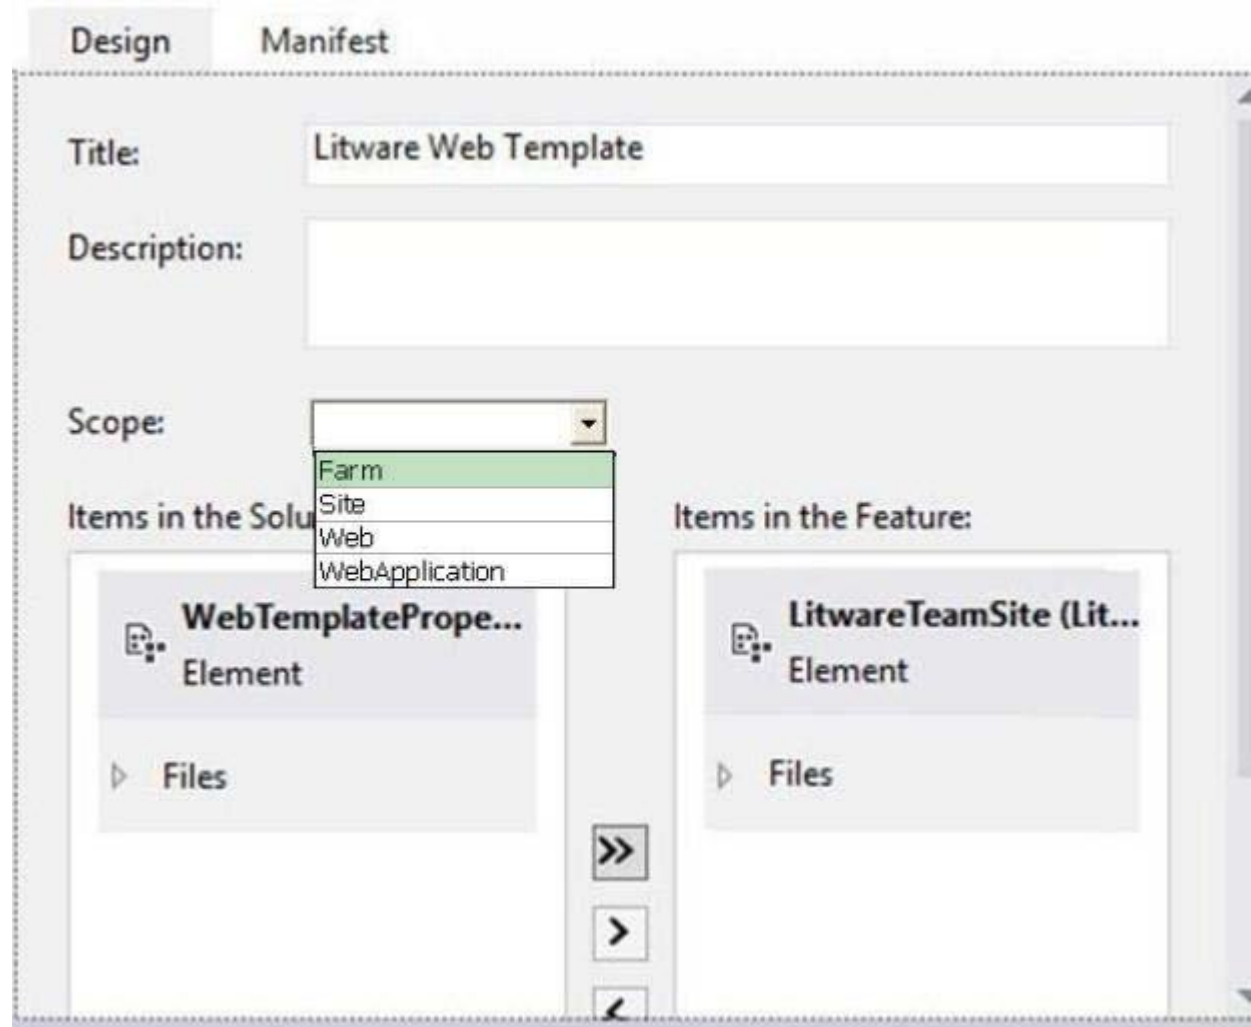 Design Manifest
Title: Litware Web Template
Description:
Scope:
Farm
Site
Web
WebApplication
Items in the Solu
Items in the Feature:
WebTemplatePrope...
Element
Files
LitwareTeamSite (Lit...
Element
Files
>>
>
<